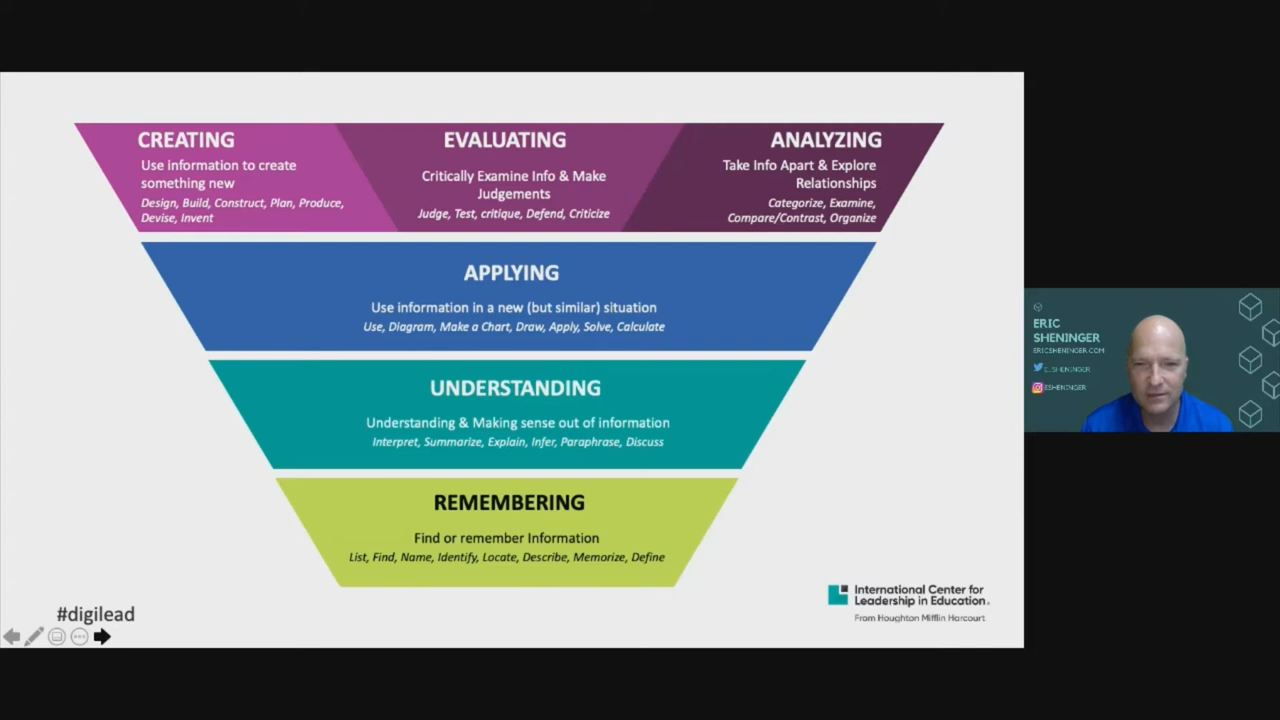 CREATING
Use information to create
something new
Design, Build, Construct, Plan, Produce,
Devise, Invent
EVALUATING
Critically Examine Info & Make
Judgements
Judge, Test, critique, Defend, Criticize
ANALYZING
Take Info Apart & Explore
Relationships
Categorize, Examine,
Compare/Contrast, Organize
APPLYING
Use information in a new (but similar) situation
Use, Diagram, Make a Chart, Draw, Apply, Solve, Calculate
UNDERSTANDING
Understanding & Making sense out of information
Interpret, Summarize, Explain, Infer, Paraphrase, Discuss
REMEMBERING
Find or remember Information
List, Find, Name, Identify, Locate, Describe, Memorize, Define
#digilead
International Center for
Leadership in Education.
From Houghton Mifflin Harcourt
ERIC
SHENINGER
ERICSHENINGER.COM
E_SHENINGER
ESHENINGER